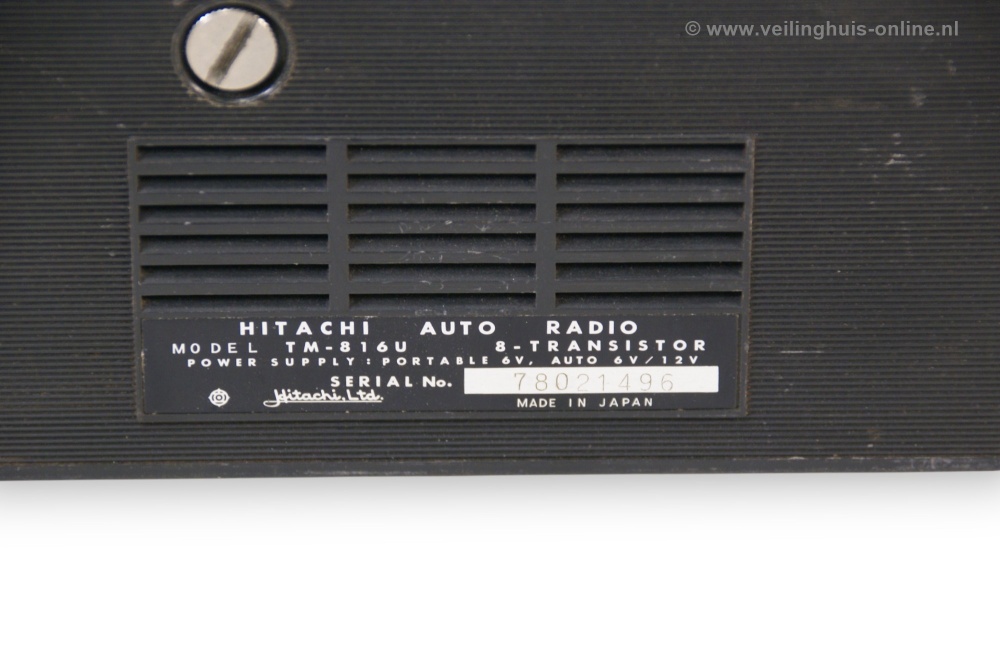 © www.veilinghuis-online.nl
HITACHI AUTO RADIO
MODEL TM-816U 8-TRANSISTOR
POWER SUPPLY: PORTABLE 6V, AUTO 6V/12V
SERIAL No. 78021496
Hitachi, Ltd. MADE IN JAPAN